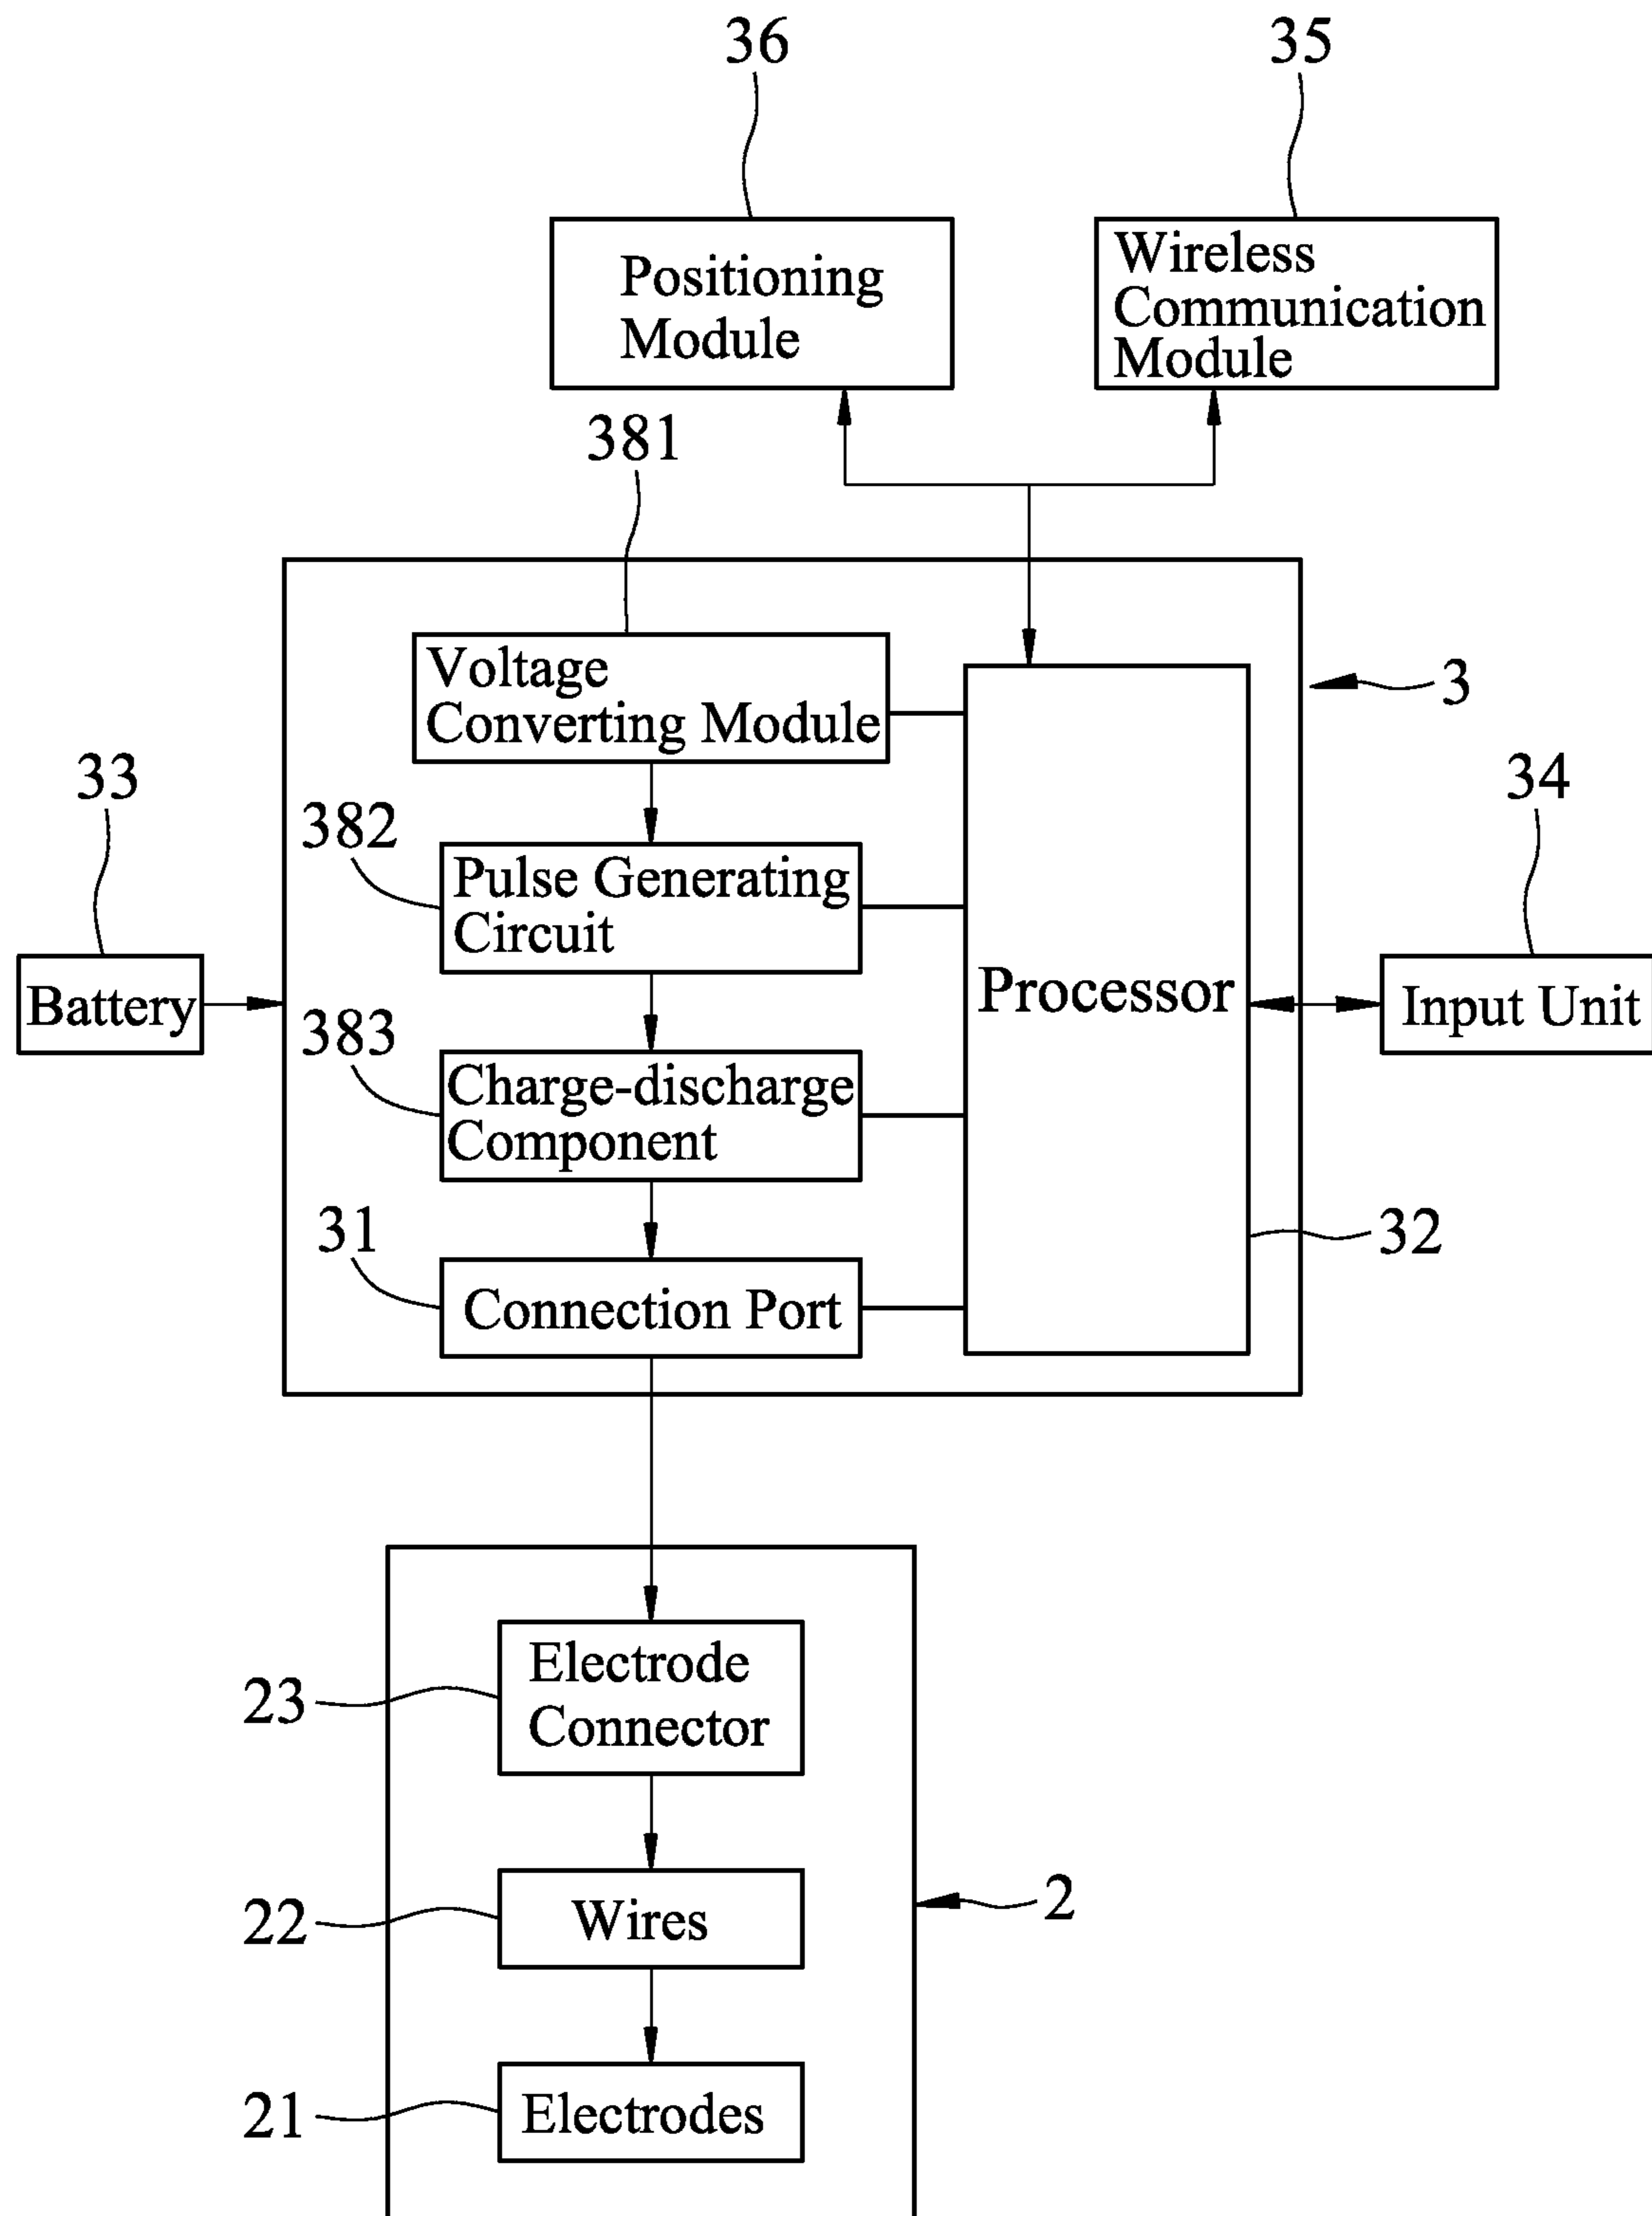 36
35
Positioning
Module
Wireless
Communication
Module
381
Voltage
Converting Module
3
33
382
34
Pulse Generating
Circuit
Processor
Battery
Input Unit
383
Charge-discharge
Component
31
32
Connection Port
23
Electrode
Connector
22
Wires
2
21
Electrodes